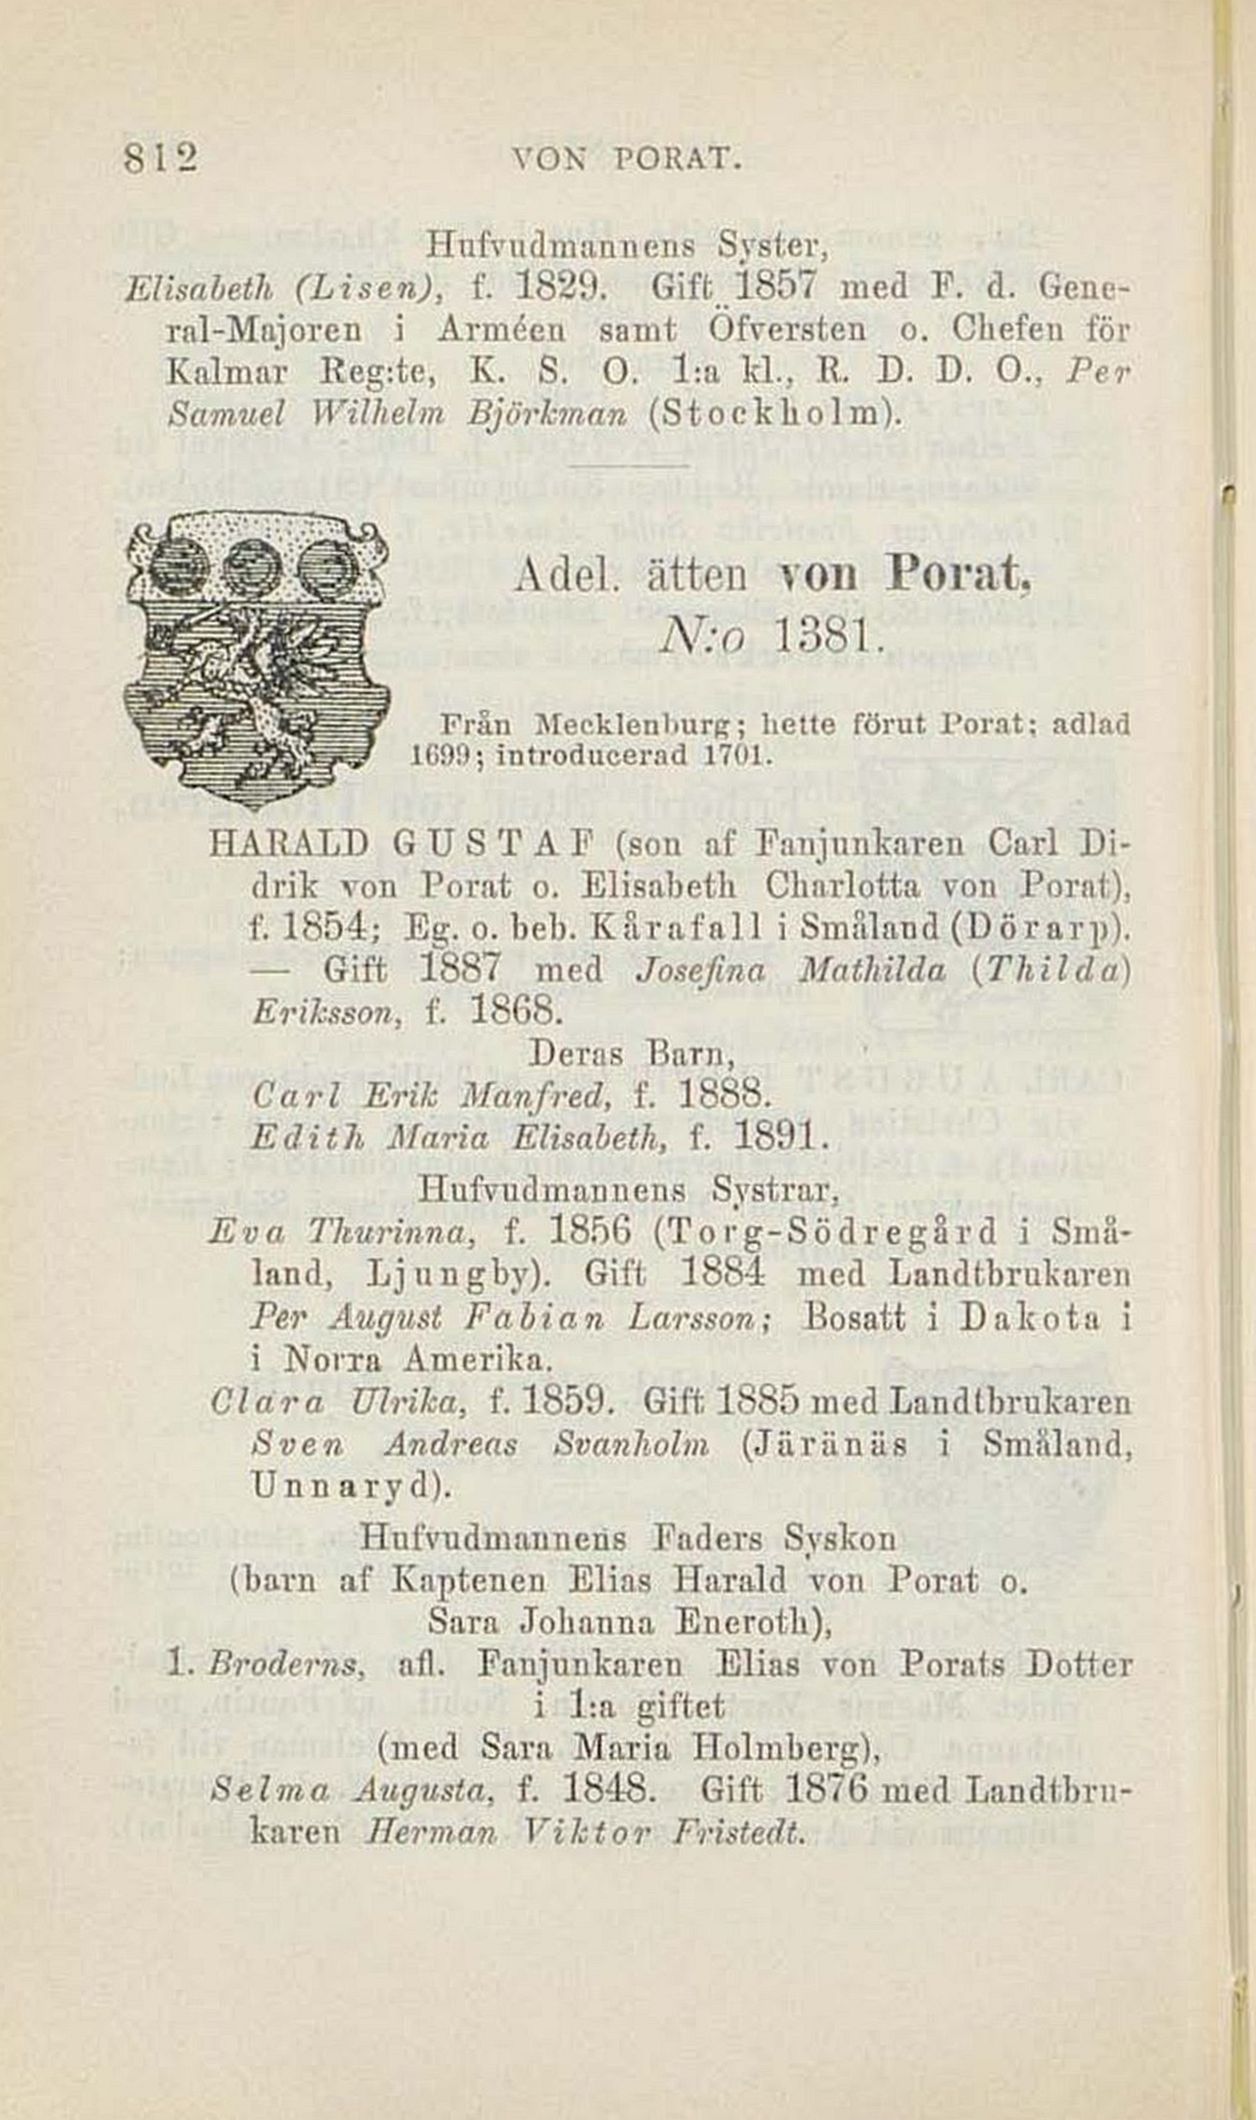 812 VON PORAT.
Hufvudmannens Syster,
Elisabeth (Lisen), f. 1829. Gift 1857 med F. d. Gene-
ral-Majoren i Arméen samt Öfversten o. Chefen för
Kalmar Reg:te, K. S. O. 1:a kl., R. D. D. O., Per
Samuel Wilhelm Björkman (Stockholm).
Adel. ätten von Porat,
N:o 1381.
Från Mecklenburg; hette förut Porat; adlad
1699; introducerad 1701.
HARALD GUSTAF (son af Fanjunkaren Carl Di-
drik von Porat o. Elisabeth Charlotta von Porat),
f. 1854; Eg. o. beb. Kårafall i Småland (Dörarp).
— Gift 1887 med Josefina Mathilda (Thilda)
Eriksson, f. 1868.
Deras Barn,
Carl Erik Manfred, f. 1888.
Edith Maria Elisabeth, f. 1891.
Hufvudmannens Systrar,
Eva Thurinna, f. 1856 (Torg-Södregård i Små-
land, Ljungby). Gift 1884 med Landtbrukaren
Per August Fabian Larsson; Bosatt i Dakota i
i Norra Amerika.
Clara Ulrika, f. 1859. Gift 1885 med Landtbrukaren
Sven Andreas Svanholm (Järänäs i Småland,
Unnaryd).
Hufvudmannens Faders Syskon
(barn af Kaptenen Elias Harald von Porat o.
Sara Johanna Eneroth),
1. Broderns, afl. Fanjunkaren Elias von Porats Dotter
i 1:a giftet
(med Sara Maria Holmberg),
Selma Augusta, f. 1848. Gift 1876 med Landtbru-
karen Herman Viktor Fristedt.